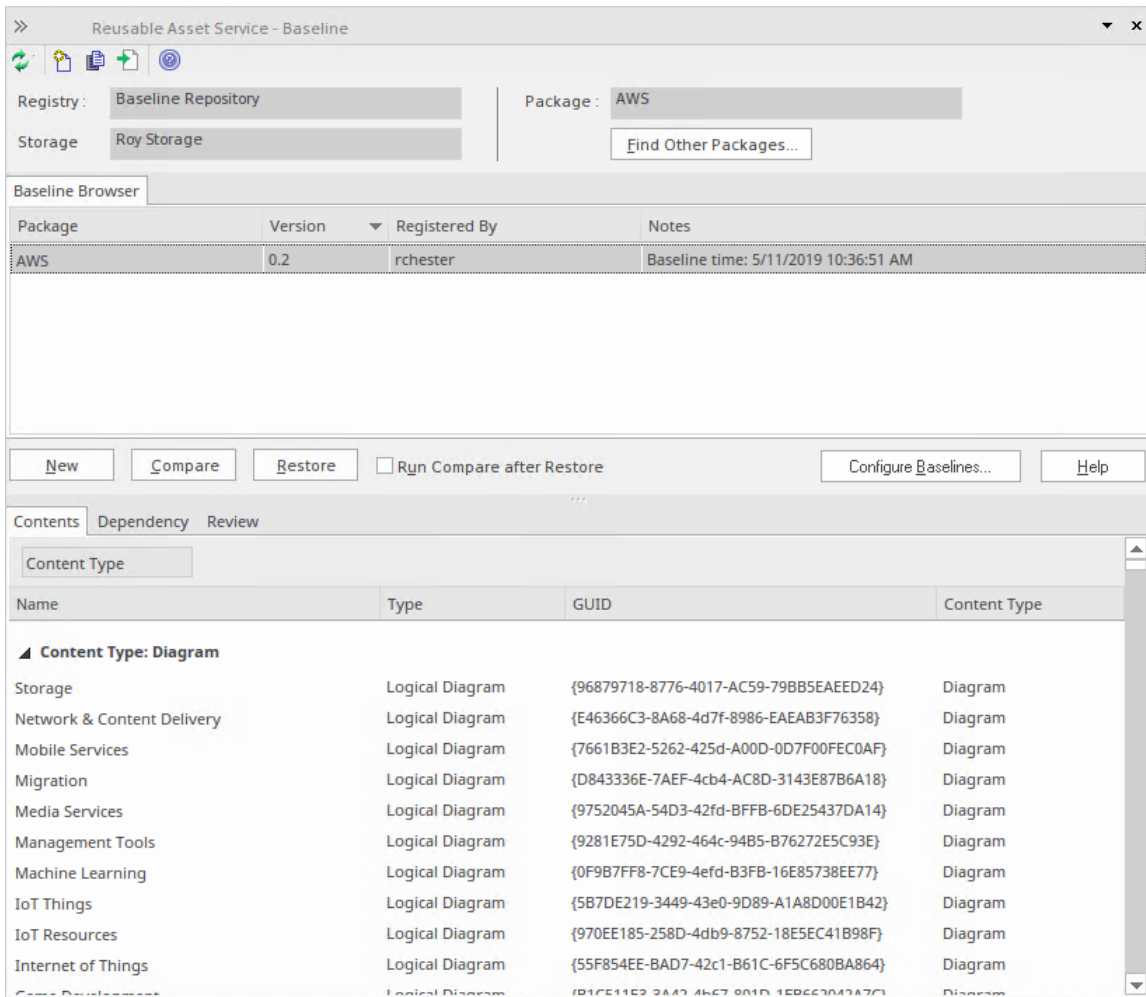 Reusable Asset Service - Baseline
Registry : Baseline Repository Package : AWS
Storage Roy Storage Find Other Packages...
Baseline Browser
Package Version Registered By Notes
AWS 0.2 rchester Baseline time: 5/11/2019 10:36:51 AM
New Compare Restore Run Compare after Restore Configure Baselines... Help
Contents Dependency Review
Content Type
Name Type GUID Content Type
Content Type: Diagram
Storage Logical Diagram {96879718-8776-4017-AC59-79BB5EAEED24} Diagram
Network & Content Delivery Logical Diagram {E46366C3-8A68-4d7f-8986-EAEAB3F76358} Diagram
Mobile Services Logical Diagram {7661B3E2-5262-425d-A00D-0D7F00FEC0AF} Diagram
Migration Logical Diagram {D843336E-7AEF-4cb4-AC8D-3143E87B6A18} Diagram
Media Services Logical Diagram {9752045A-54D3-42fd-BFFB-6DE25437DA14} Diagram
Management Tools Logical Diagram {9281E75D-4292-464c-94B5-B76272E5C93E} Diagram
Machine Learning Logical Diagram {0F9B7FF8-7CE9-4efd-B3FB-16E85738EE77} Diagram
IoT Things Logical Diagram {5B7DE219-3449-43e0-9D89-A1A8D00E1B42} Diagram
IoT Resources Logical Diagram {970EE185-258D-4db9-8752-18E5EC41B98F} Diagram
Internet of Things Logical Diagram {55F854EE-BAD7-42c1-B61C-6F5C680BA864} Diagram
Game Development Logical Diagram Diagram